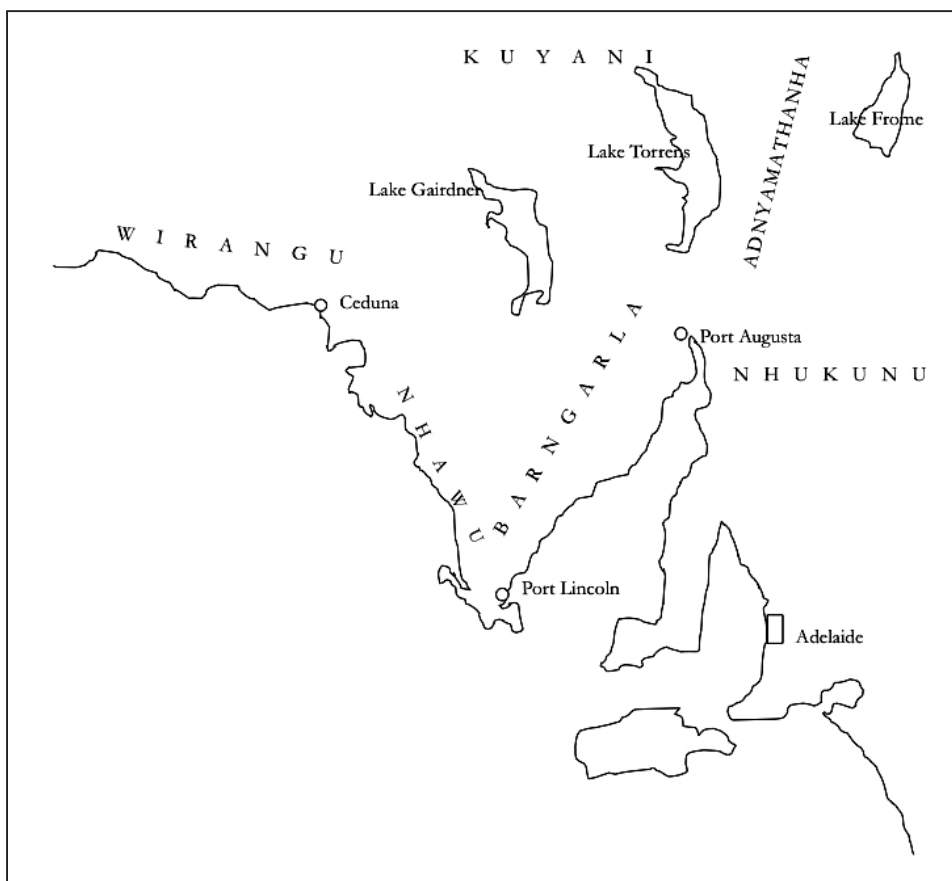 KUYANI
ADNYAMATHANHA
Lake Frome
Lake Torrens
Lake Gairdner
WIRANGU
Ceduna
BARNGARLA
Port Augusta
NHUKUNU
NHAWU
Port Lincoln
Adelaide